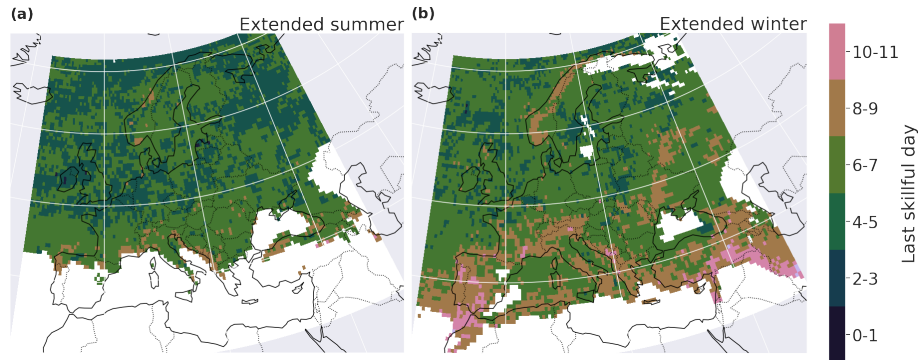 (a)
Extended summer
(b)
Extended winter
10-11
8-9
6-7
4-5
2-3
0-1
Last skillful day